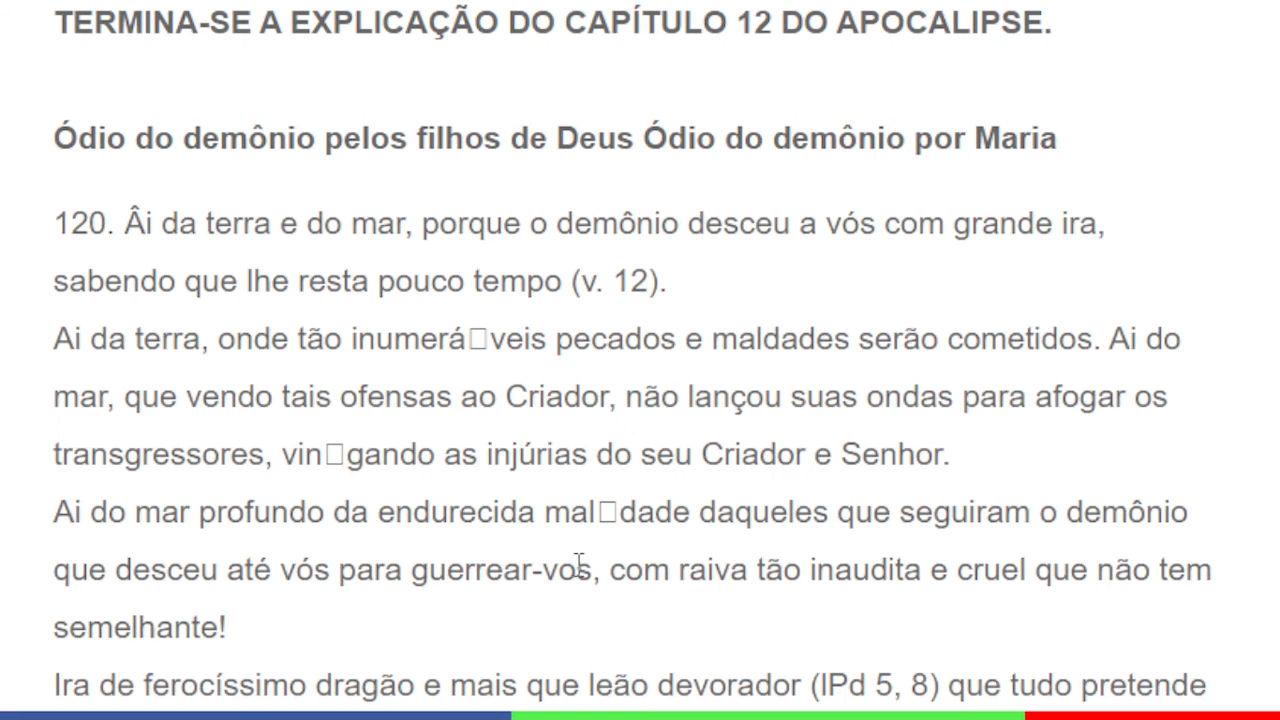 TERMINA-SE A EXPLICAÇÃO DO CAPÍTULO 12 DO APOCALIPSE.
Ódio do demônio pelos filhos de Deus Ódio do demônio por Maria
120. Âi da terra e do mar, porque o demônio desceu a vós com grande ira,
sabendo que lhe resta pouco tempo (v. 12).
Ai da terra, onde tão inumerá□veis pecados e maldades serão cometidos. Ai do
mar, que vendo tais ofensas ao Criador, não lançou suas ondas para afogar os
transgressores, vin□gando as injúrias do seu Criador e Senhor.
Ai do mar profundo da endurecida mal□dade daqueles que seguiram o demônio
que desceu até vós para guerrear-vos, com raiva tão inaudita e cruel que não tem
semelhante!
Ira de ferocíssimo dragão e mais que leão devorador (lPd 5, 8) que tudo pretende